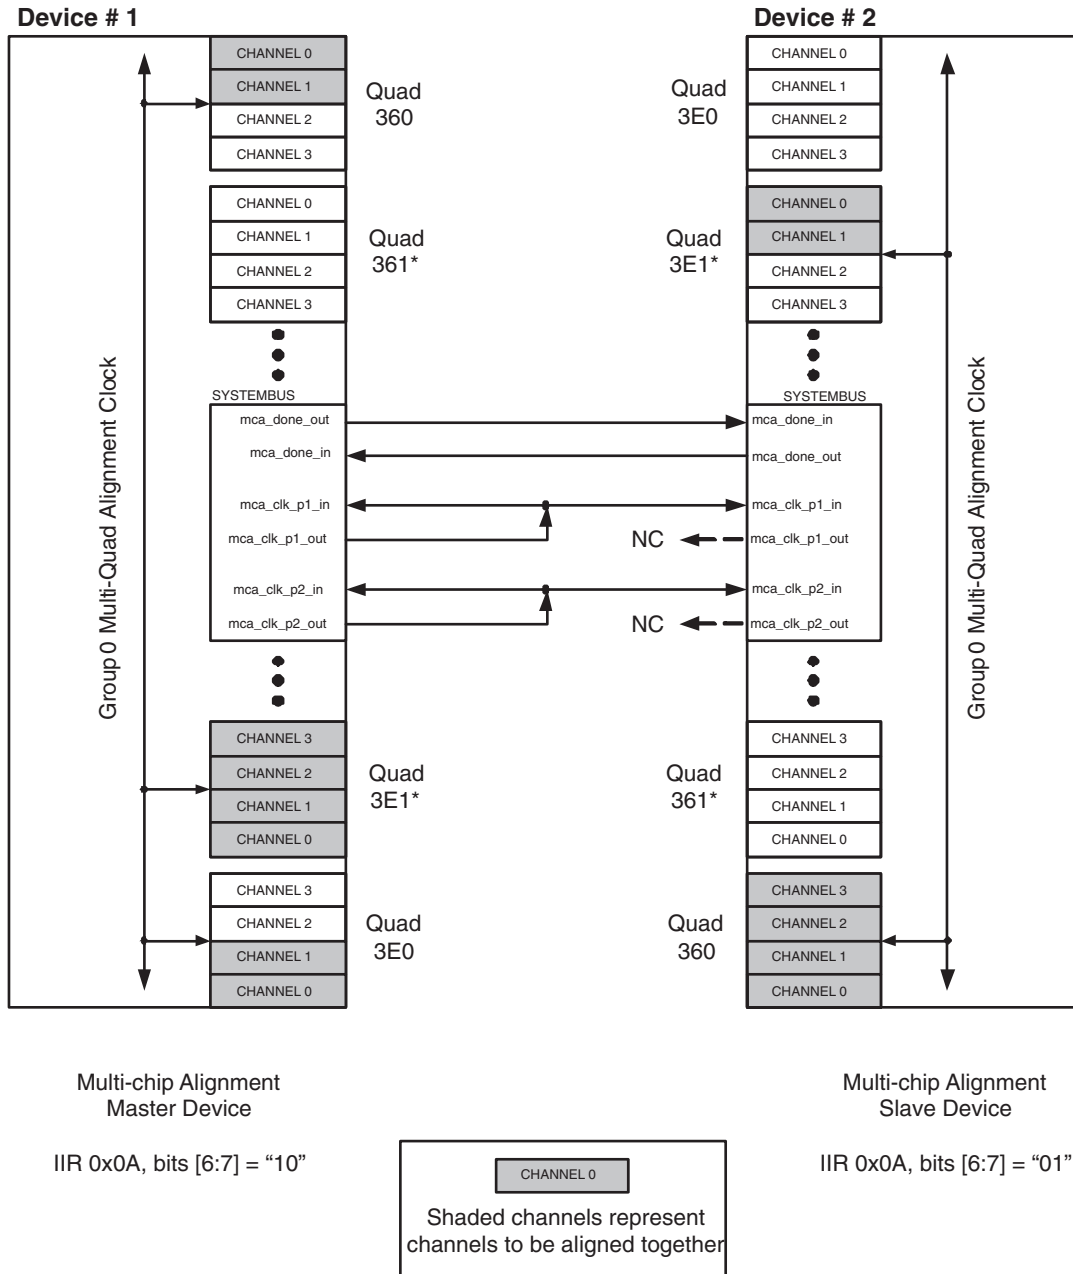 Device # 1
CHANNEL 0
CHANNEL 1
CHANNEL 2
CHANNEL 3
Quad
360
CHANNEL 0
CHANNEL 1
CHANNEL 2
CHANNEL 3
Quad
361*
Group 0 Multi-Quad Alignment Clock
SYSTEMBUS
mca_done_out
mca_done_in
mca_clk_p1_in
mca_clk_p1_out
mca_clk_p2_in
mca_clk_p2_out
CHANNEL 3
CHANNEL 2
CHANNEL 1
CHANNEL 0
Quad
3E1*
CHANNEL 3
CHANNEL 2
CHANNEL 1
CHANNEL 0
Quad
3E0
Device # 2
Quad
3E0
CHANNEL 0
CHANNEL 1
CHANNEL 2
CHANNEL 3
Quad
3E1*
CHANNEL 0
CHANNEL 1
CHANNEL 2
CHANNEL 3
SYSTEMBUS
mca_done_in
mca_done_out
mca_clk_p1_in
NC
mca_clk_p1_out
mca_clk_p2_in
NC
mca_clk_p2_out
Group 0 Multi-Quad Alignment Clock
Quad
361*
CHANNEL 3
CHANNEL 2
CHANNEL 1
CHANNEL 0
Quad
360
CHANNEL 3
CHANNEL 2
CHANNEL 1
CHANNEL 0
Multi-chip Alignment
Master Device
IIR 0x0A, bits [6:7] = “10”
Multi-chip Alignment
Slave Device
IIR 0x0A, bits [6:7] = “01”
CHANNEL 0
Shaded channels represent
channels to be aligned together